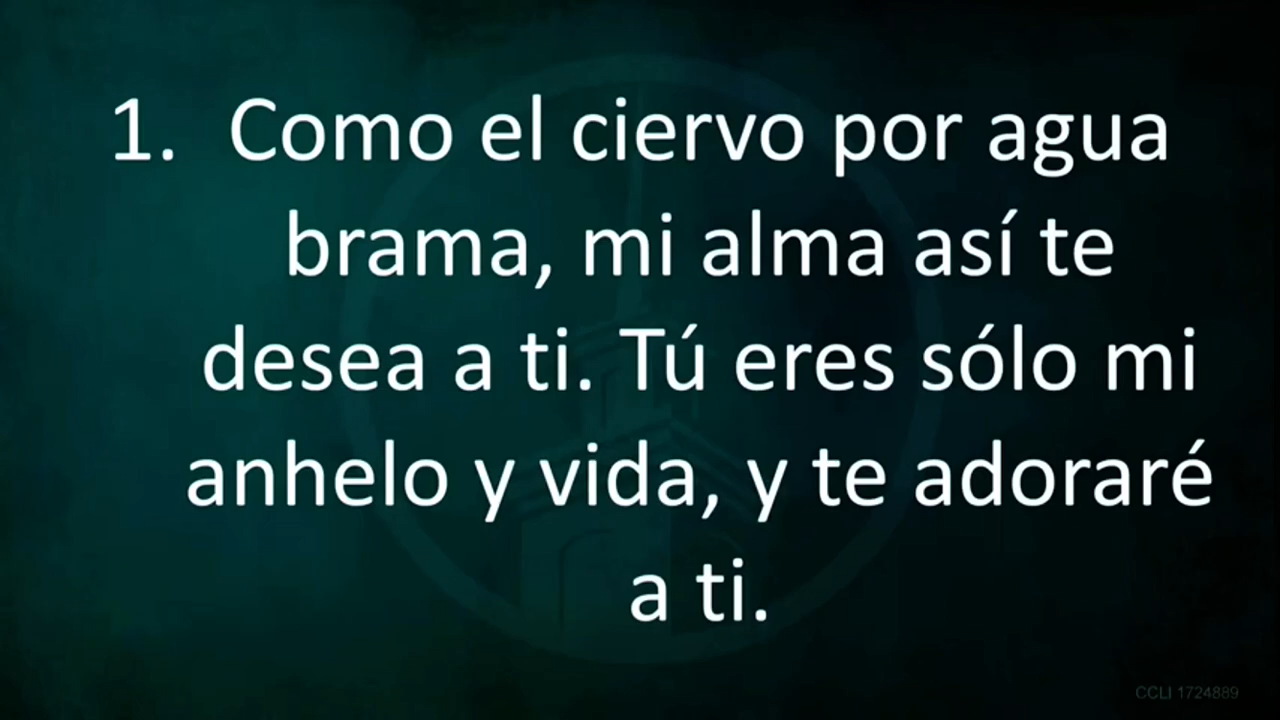 1. Como el ciervo por agua
brama, mi alma así te
desea a ti. Tú eres sólo mi
anhelo y vida, y te adoraré
a ti.
CCLI 1724889